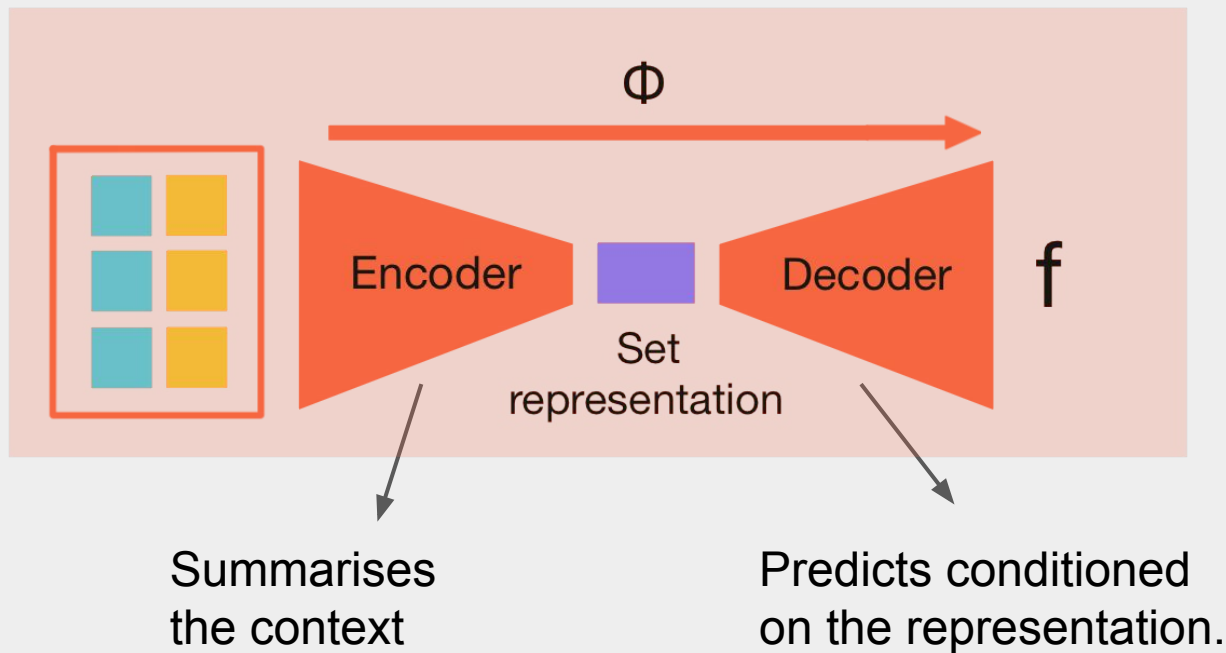 Φ
Encoder
Decoder
f
Set
representation
Summarises
the context
Predicts conditioned
on the representation.